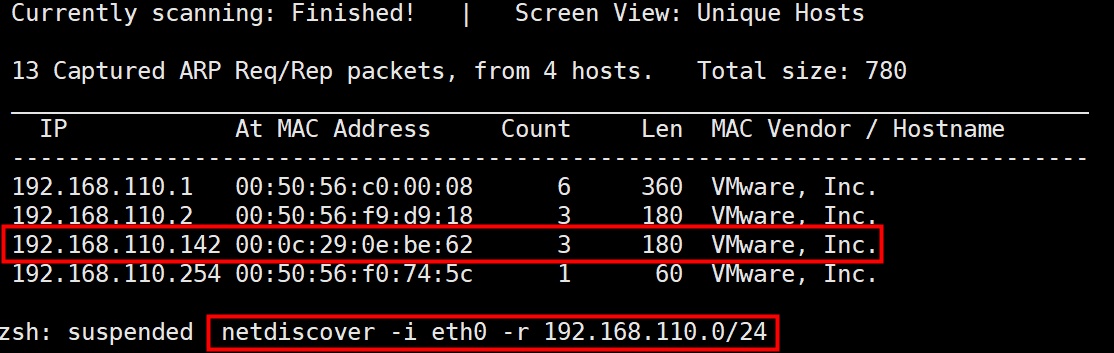 Currently scanning: Finished!   |   Screen View: Unique Hosts
13 Captured ARP Req/Rep packets, from 4 hosts.   Total size: 780
_____________________________________________________________________________
  IP            At MAC Address     Count     Len  MAC Vendor / Hostname
-----------------------------------------------------------------------------
192.168.110.1   00:50:56:c0:00:08      6     360  VMware, Inc.
192.168.110.2   00:50:56:f9:d9:18      3     180  VMware, Inc.
192.168.110.142 00:0c:29:0e:be:62      3     180  VMware, Inc.
192.168.110.254 00:50:56:f0:74:5c      1      60  VMware, Inc.
zsh: suspended  netdiscover -i eth0 -r 192.168.110.0/24